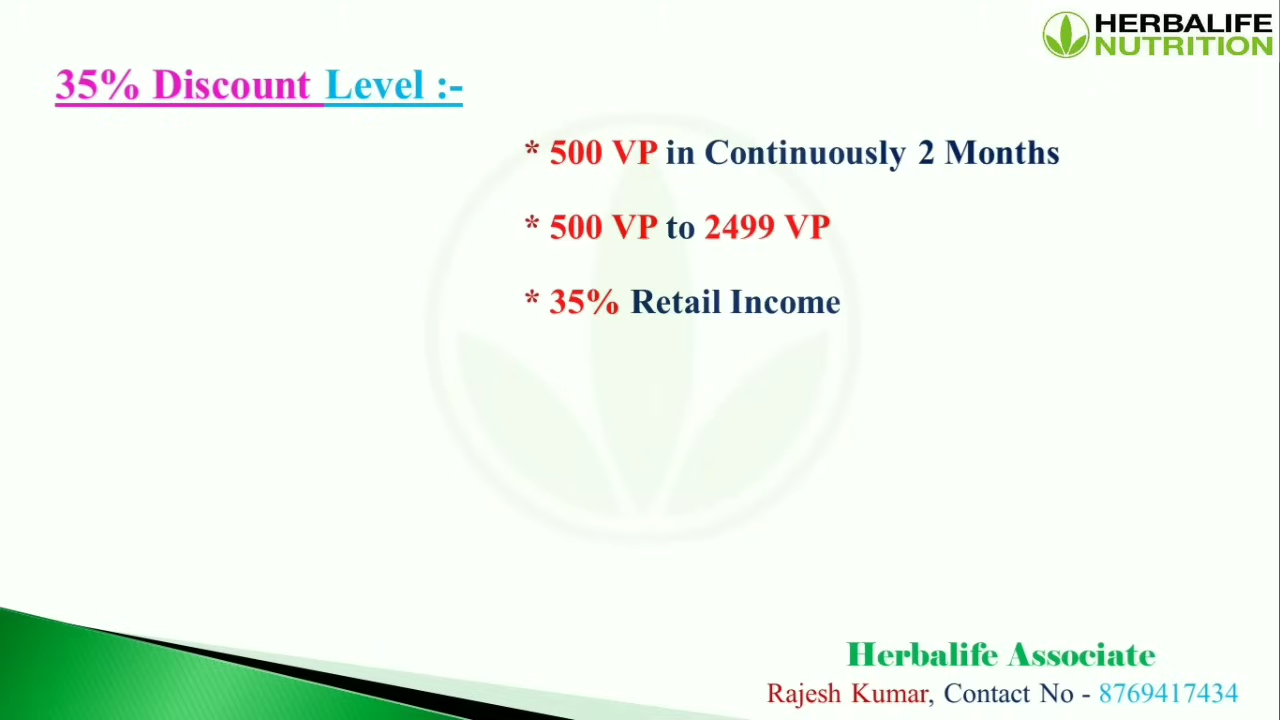 HERBALIFE
NUTRITION
35% Discount Level :-
* 500 VP in Continuously 2 Months
* 500 VP to 2499 VP
* 35% Retail Income
Herbalife Associate
Rajesh Kumar, Contact No - 8769417434